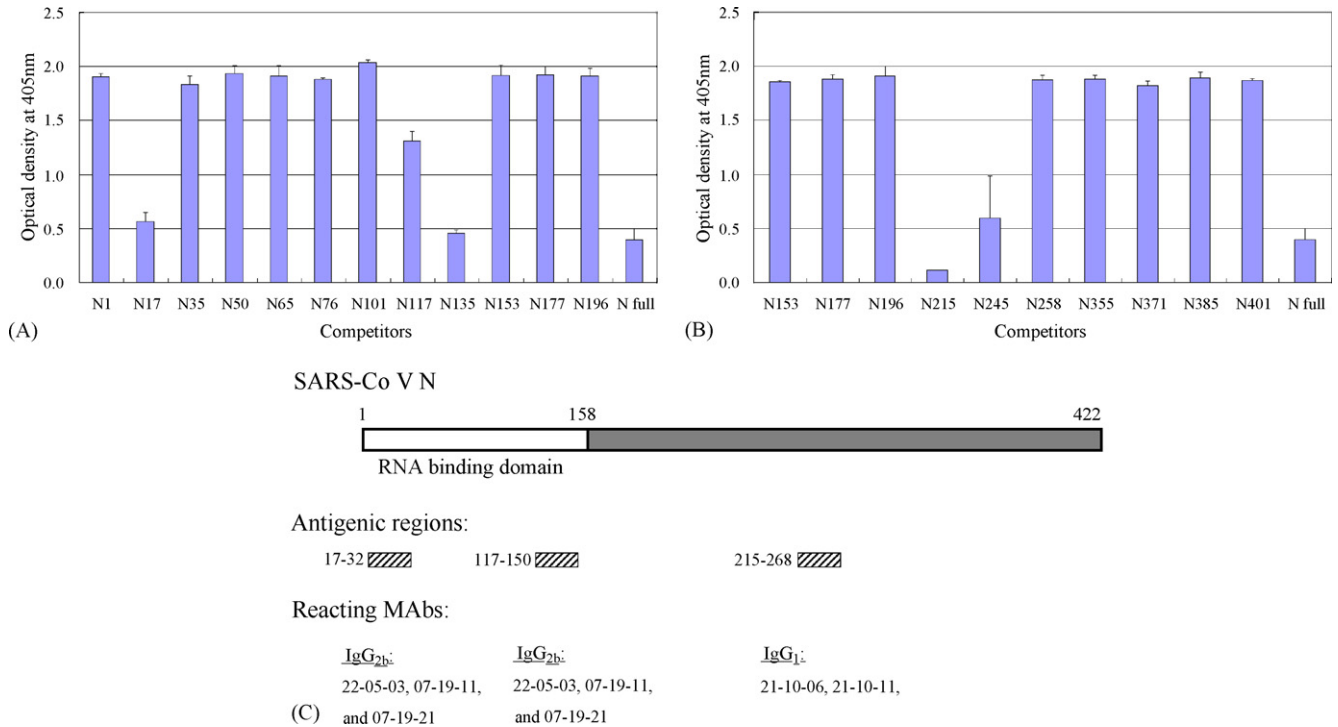 2.5
2.0
1.5
1.0
0.5
0.0
Optical density at 405nm
N1 N17 N35 N50 N65 N76 N101 N117 N135 N153 N177 N196 N full
Competitors
(A)
2.5
2.0
1.5
1.0
0.5
0.0
Optical density at 405nm
N153 N177 N196 N215 N245 N258 N355 N371 N385 N401 N full
Competitors
(B)
SARS-Co V N
1 158 422
RNA binding domain
Antigenic regions:
17-32 117-150 215-268
Reacting MAbs:
IgG2b: IgG2b: IgG1:
22-05-03, 07-19-11, 22-05-03, 07-19-11, 21-10-06, 21-10-11,
and 07-19-21 and 07-19-21
(C)